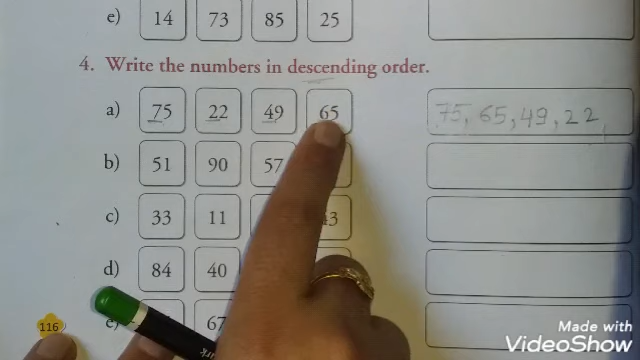 e) 14 73 85 25
4. Write the numbers in descending order.
a) 75 22 49 65 75, 65, 49, 22,
b) 51 90 57
c) 33 11
d) 84 40
e) 67
116
Made with
VideoShow